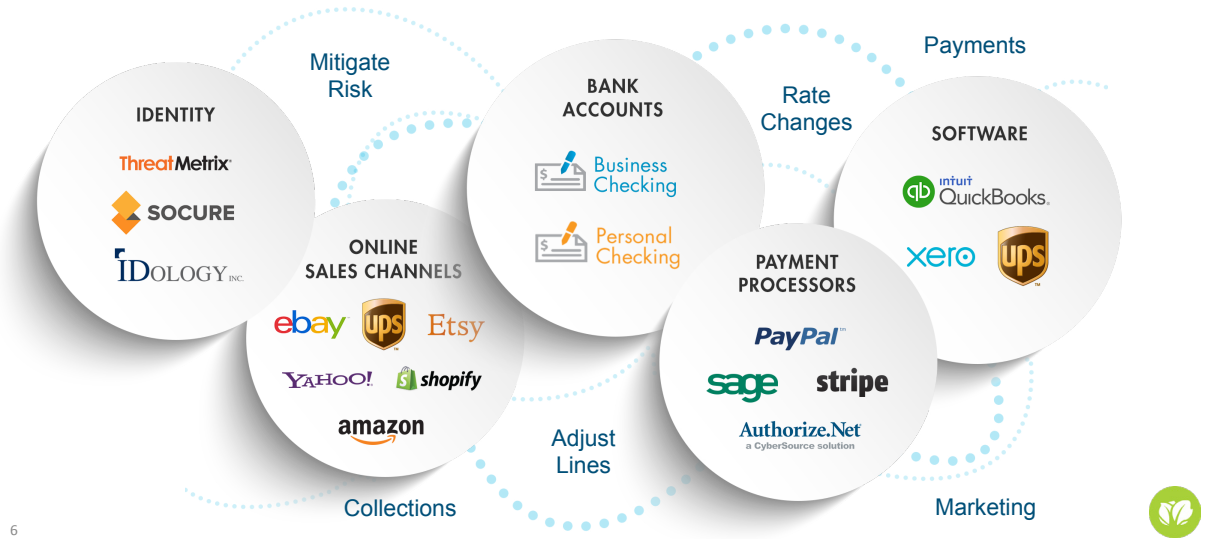 IDENTITY
ThreatMetrix
SOCURE
IDOLOGY INC.
Mitigate
Risk
ONLINE
SALES CHANNELS
ebay
ups
Etsy
YAHOO!
shopify
amazon
Collections
BANK
ACCOUNTS
$
Business
Checking
$
Personal
Checking
Adjust
Lines
Rate
Changes
PAYMENT
PROCESSORS
PayPal™
sage
stripe
Authorize.Net
a CyberSource solution
Payments
SOFTWARE
qb
intuit
QuickBooks.
xero
ups
Marketing
6